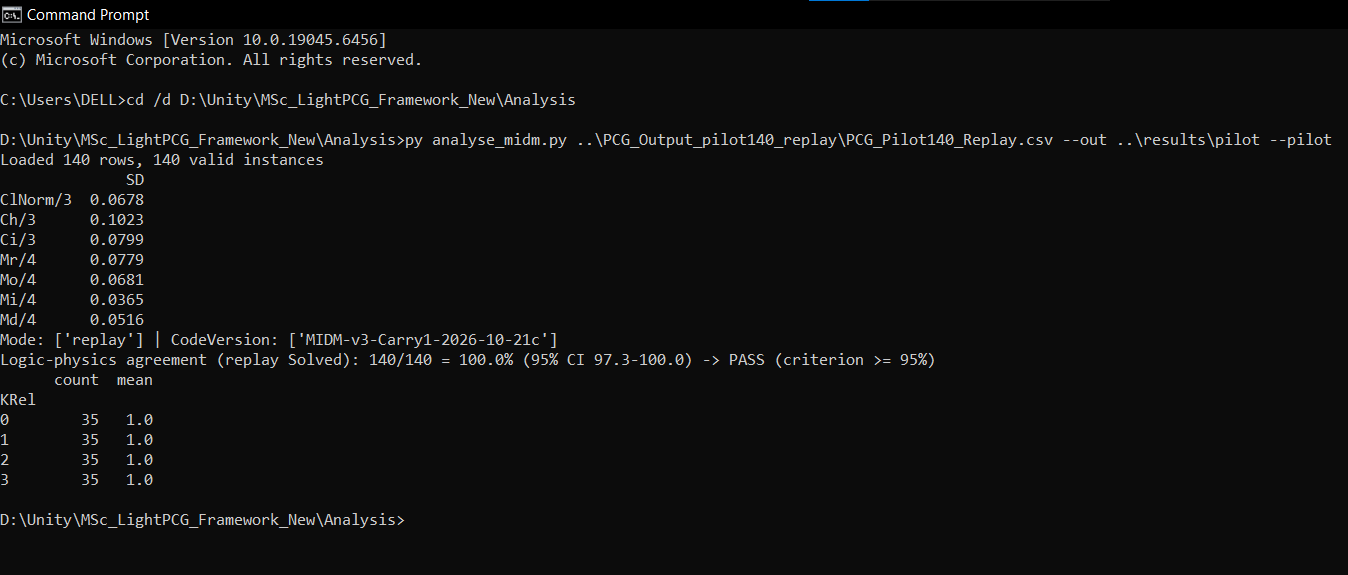 Command Prompt
Microsoft Windows [Version 10.0.19045.6456]
(c) Microsoft Corporation. All rights reserved.
C:\Users\DELL>cd /d D:\Unity\MSc_LightPCG_Framework_New\Analysis
D:\Unity\MSc_LightPCG_Framework_New\Analysis>py analyse_midm.py ..\PCG_Output_pilot140_replay\PCG_Pilot140_Replay.csv --out ..\results\pilot --pilot
Loaded 140 rows, 140 valid instances
SD
ClNorm/3 0.0678
Ch/3 0.1023
Ci/3 0.0799
Mr/4 0.0779
Mo/4 0.0681
Mi/4 0.0365
Md/4 0.0516
Mode: ['replay'] | CodeVersion: ['MIDM-v3-Carry1-2026-10-21c']
Logic-physics agreement (replay Solved): 140/140 = 100.0% (95% CI 97.3-100.0) -> PASS (criterion >= 95%)
count mean
KRel
0 35 1.0
1 35 1.0
2 35 1.0
3 35 1.0
D:\Unity\MSc_LightPCG_Framework_New\Analysis>